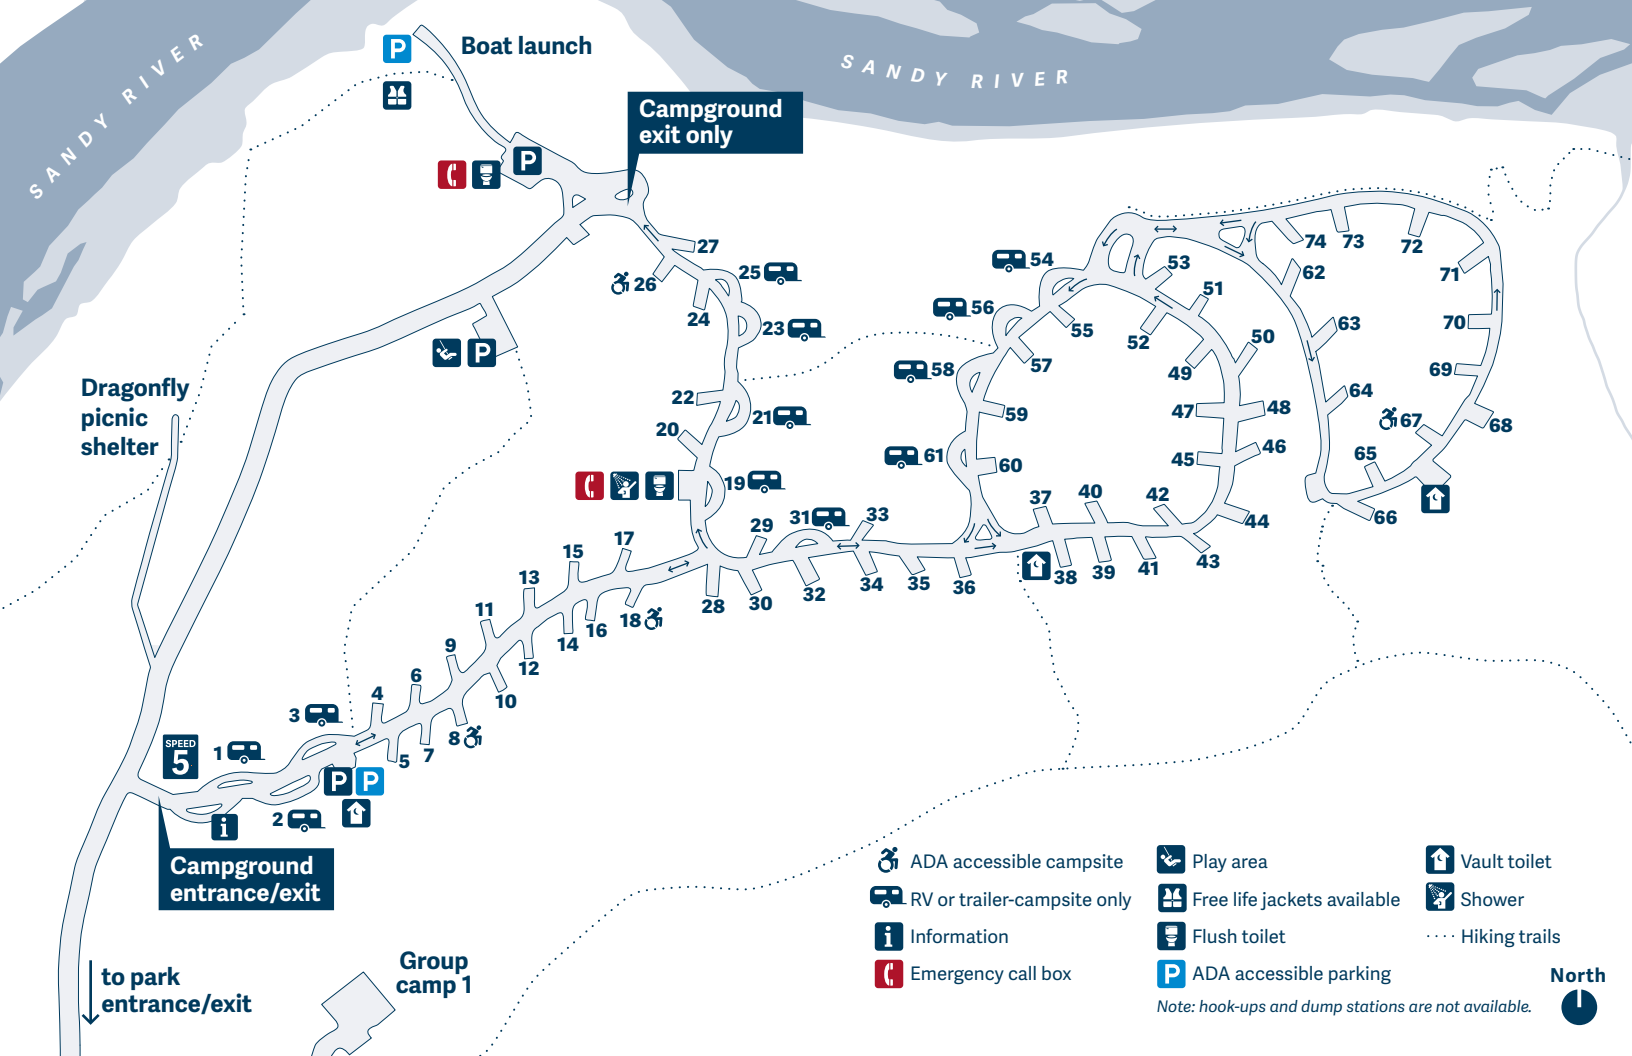 SANDY RIVER
P
Boat launch
SANDY RIVER
Campground
exit only
P
27
25
26
24
23
54
56
58
53
51
52
50
55
57
49
59
47
48
45
46
61
60
74
73
72
71
62
63
70
69
64
67
68
65
66
P
Dragonfly
picnic
shelter
22
21
20
19
37
40
42
44
43
41
39
38
36
35
34
33
31
29
32
30
28
17
15
13
11
18
16
14
12
10
9
6
4
8
7
5
3
1
2
SPEED
5
P
P
i
Campground
entrance/exit
to park
entrance/exit
Group
camp 1
ADA accessible campsite
RV or trailer-campsite only
i Information
Emergency call box
Play area
Free life jackets available
Flush toilet
P ADA accessible parking
Vault toilet
Shower
Hiking trails
Note: hook-ups and dump stations are not available.
North